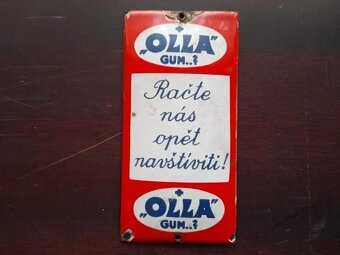 „OLLA"
GUM..?
Račte
nás
opět
navštíviti!
„OLLA"
GUM..?